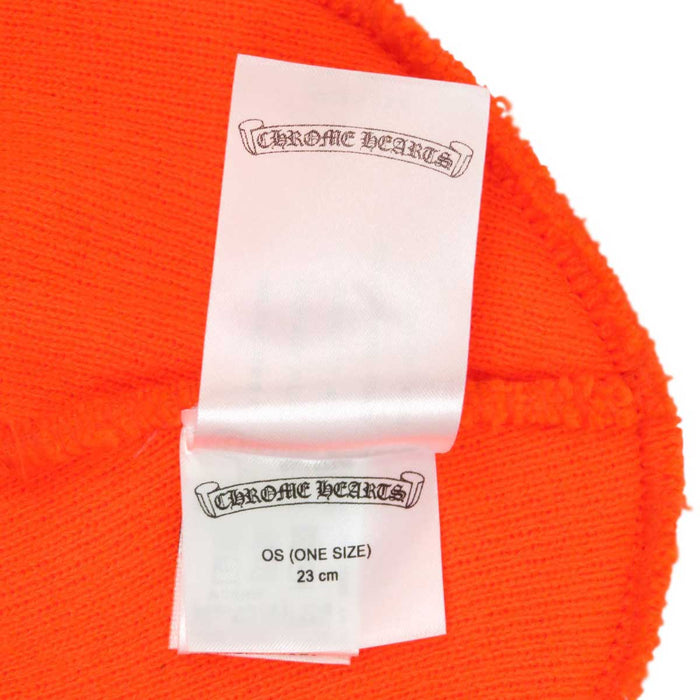 CHROME HEARTS
CHROME HEARTS
OS (ONE SIZE)
23 cm